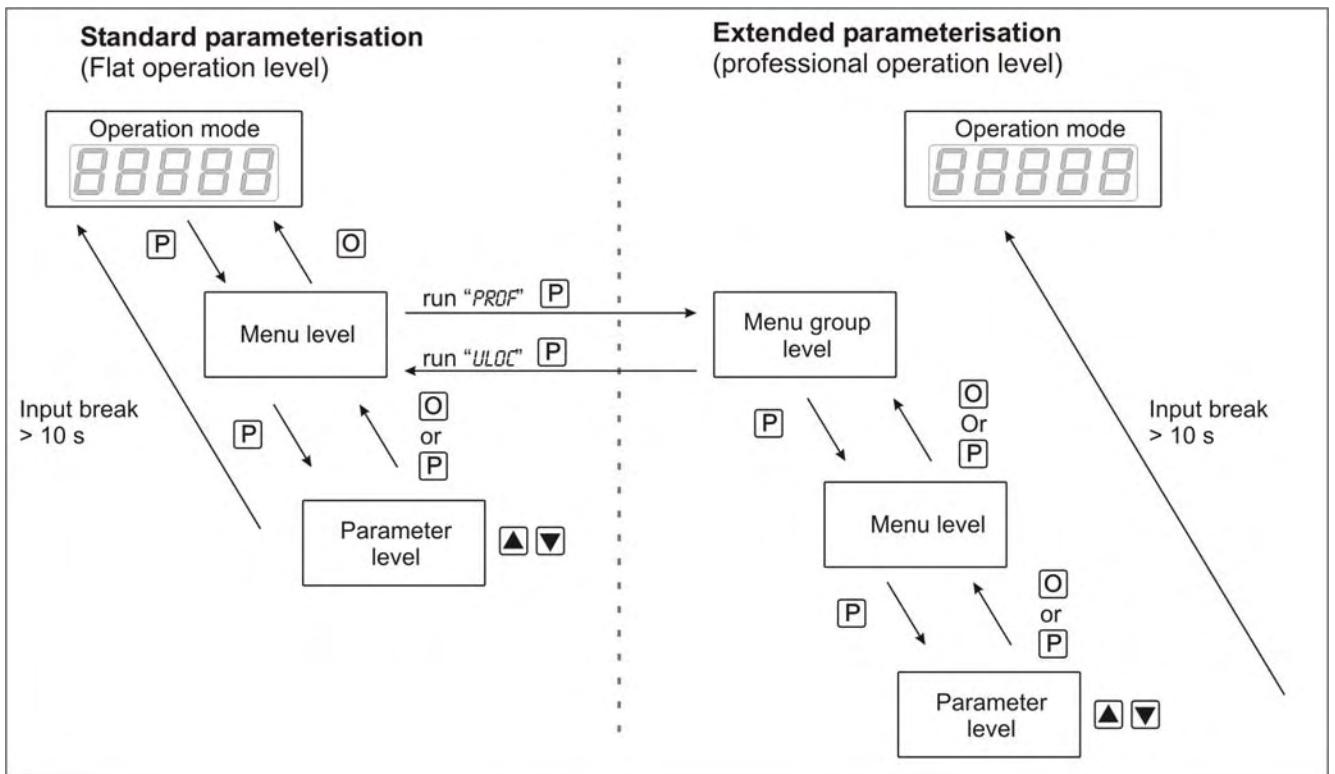 Standard parameterisation
(Flat operation level)
Operation mode
88888
P
O
Menu level
run “PROF” P
run “ULOC” P
Input break
> 10 s
P
O
or
P
Parameter
level
▲ ▼
Extended parameterisation
(professional operation level)
Operation mode
88888
Menu group
level
P
O
Or
P
Input break
> 10 s
Menu level
P
O
or
P
Parameter
level
▲ ▼